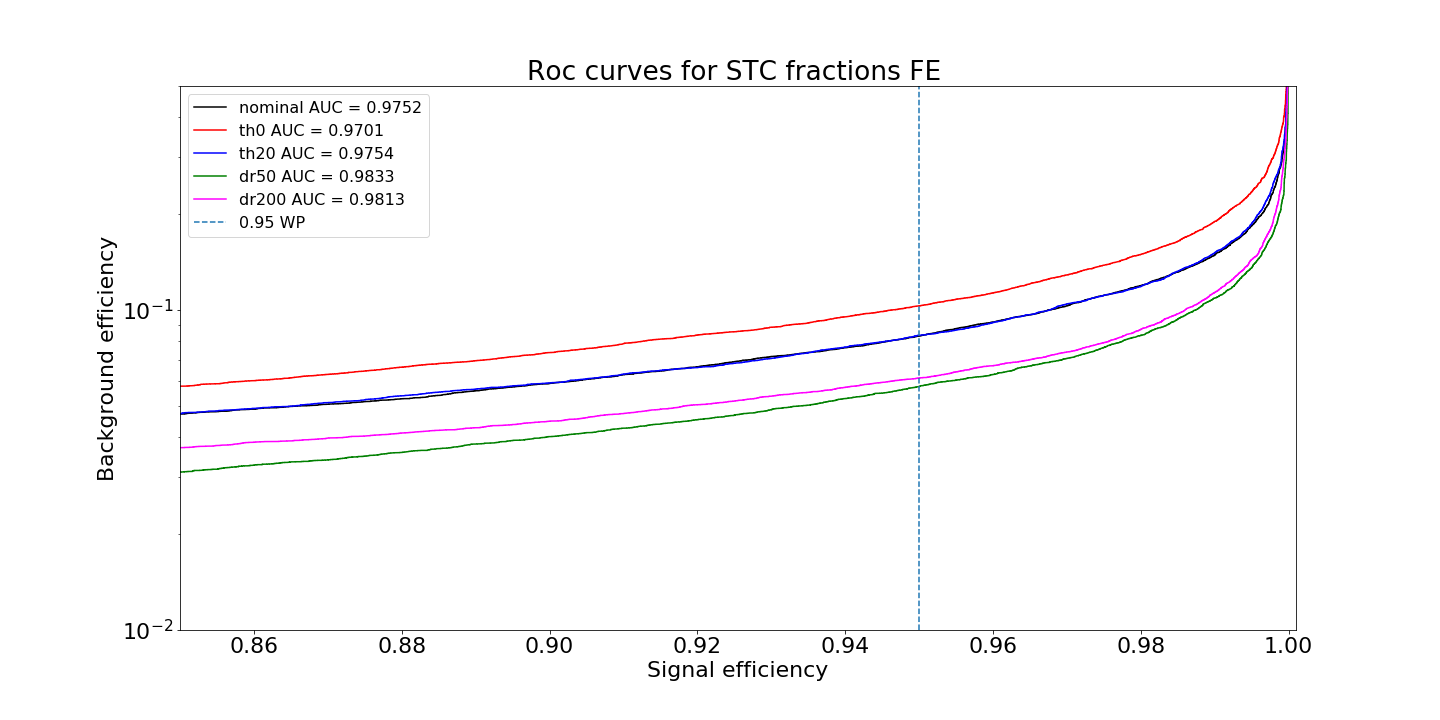 Roc curves for STC fractions FE
nominal AUC = 0.9752
th0 AUC = 0.9701
th20 AUC = 0.9754
dr50 AUC = 0.9833
dr200 AUC = 0.9813
0.95 WP
Background efficiency
10⁻¹
10⁻²
0.86 0.88 0.90 0.92 0.94 0.96 0.98 1.00
Signal efficiency